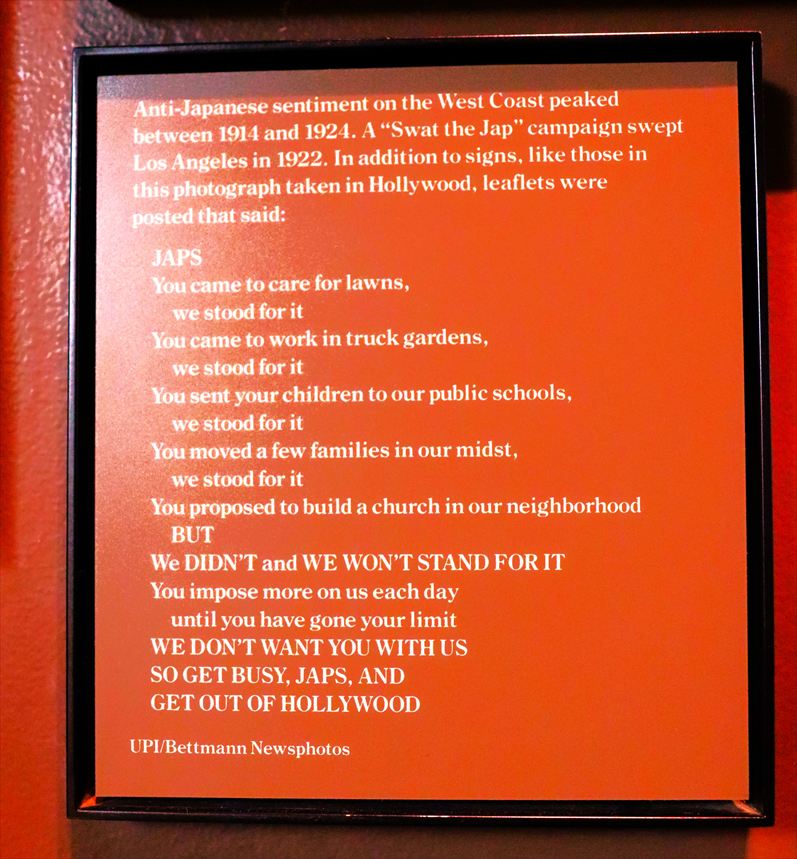 Anti-Japanese sentiment on the West Coast peaked
between 1914 and 1924. A “Swat the Jap” campaign swept
Los Angeles in 1922. In addition to signs, like those in
this photograph taken in Hollywood, leaflets were
posted that said:
JAPS
You came to care for lawns,
we stood for it
You came to work in truck gardens,
we stood for it
You sent your children to our public schools,
we stood for it
You moved a few families in our midst,
we stood for it
You proposed to build a church in our neighborhood
BUT
We DIDN'T and WE WON'T STAND FOR IT
You impose more on us each day
until you have gone your limit
WE DON'T WANT YOU WITH US
SO GET BUSY, JAPS, AND
GET OUT OF HOLLYWOOD
UPI/Bettmann Newsphotos